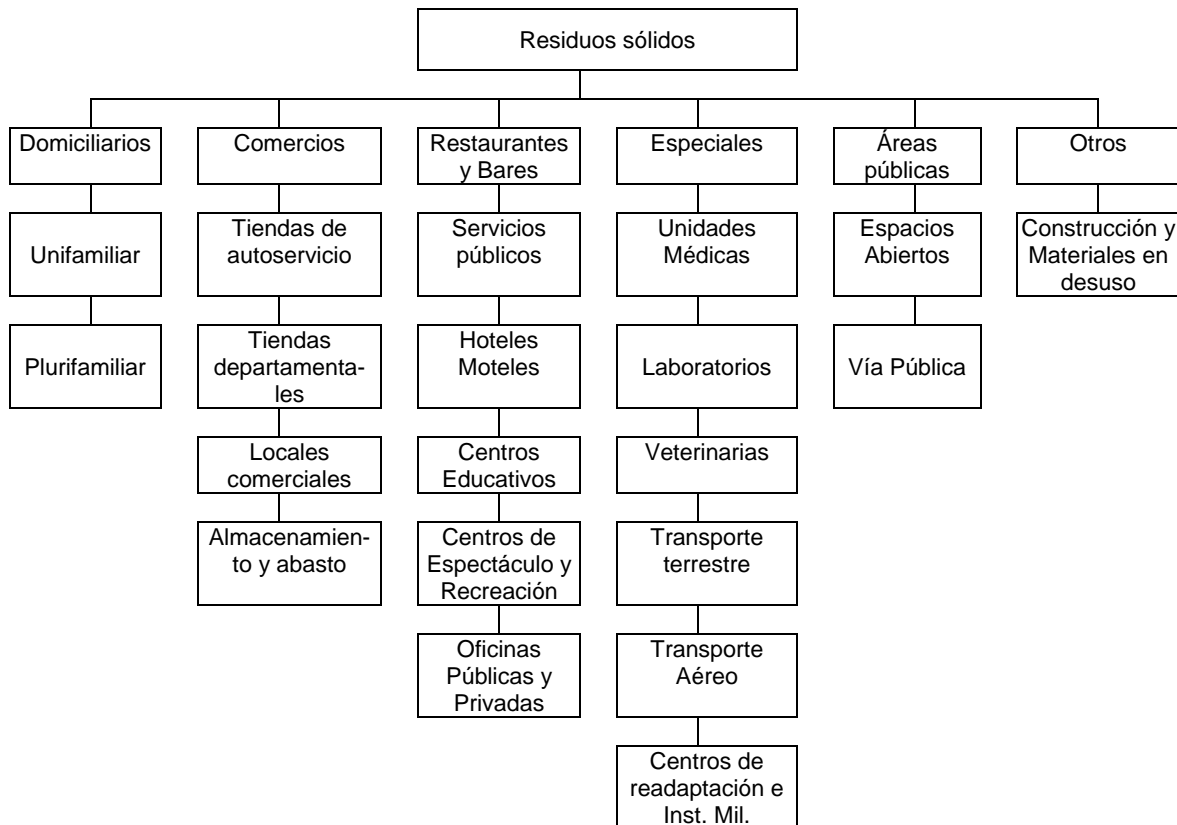 Residuos sólidos
Domiciliarios
Unifamiliar
Plurifamiliar
Comercios
Tiendas de
autoservicio
Tiendas
departamenta-
les
Locales
comerciales
Almacenamien-
to y abasto
Restaurantes
y Bares
Servicios
públicos
Hoteles
Moteles
Centros
Educativos
Centros de
Espectáculo y
Recreación
Oficinas
Públicas y
Privadas
Especiales
Unidades
Médicas
Laboratorios
Veterinarias
Transporte
terrestre
Transporte
Aéreo
Centros de
readaptación e
Inst. Mil.
Áreas
públicas
Espacios
Abiertos
Vía Pública
Otros
Construcción y
Materiales en
desuso